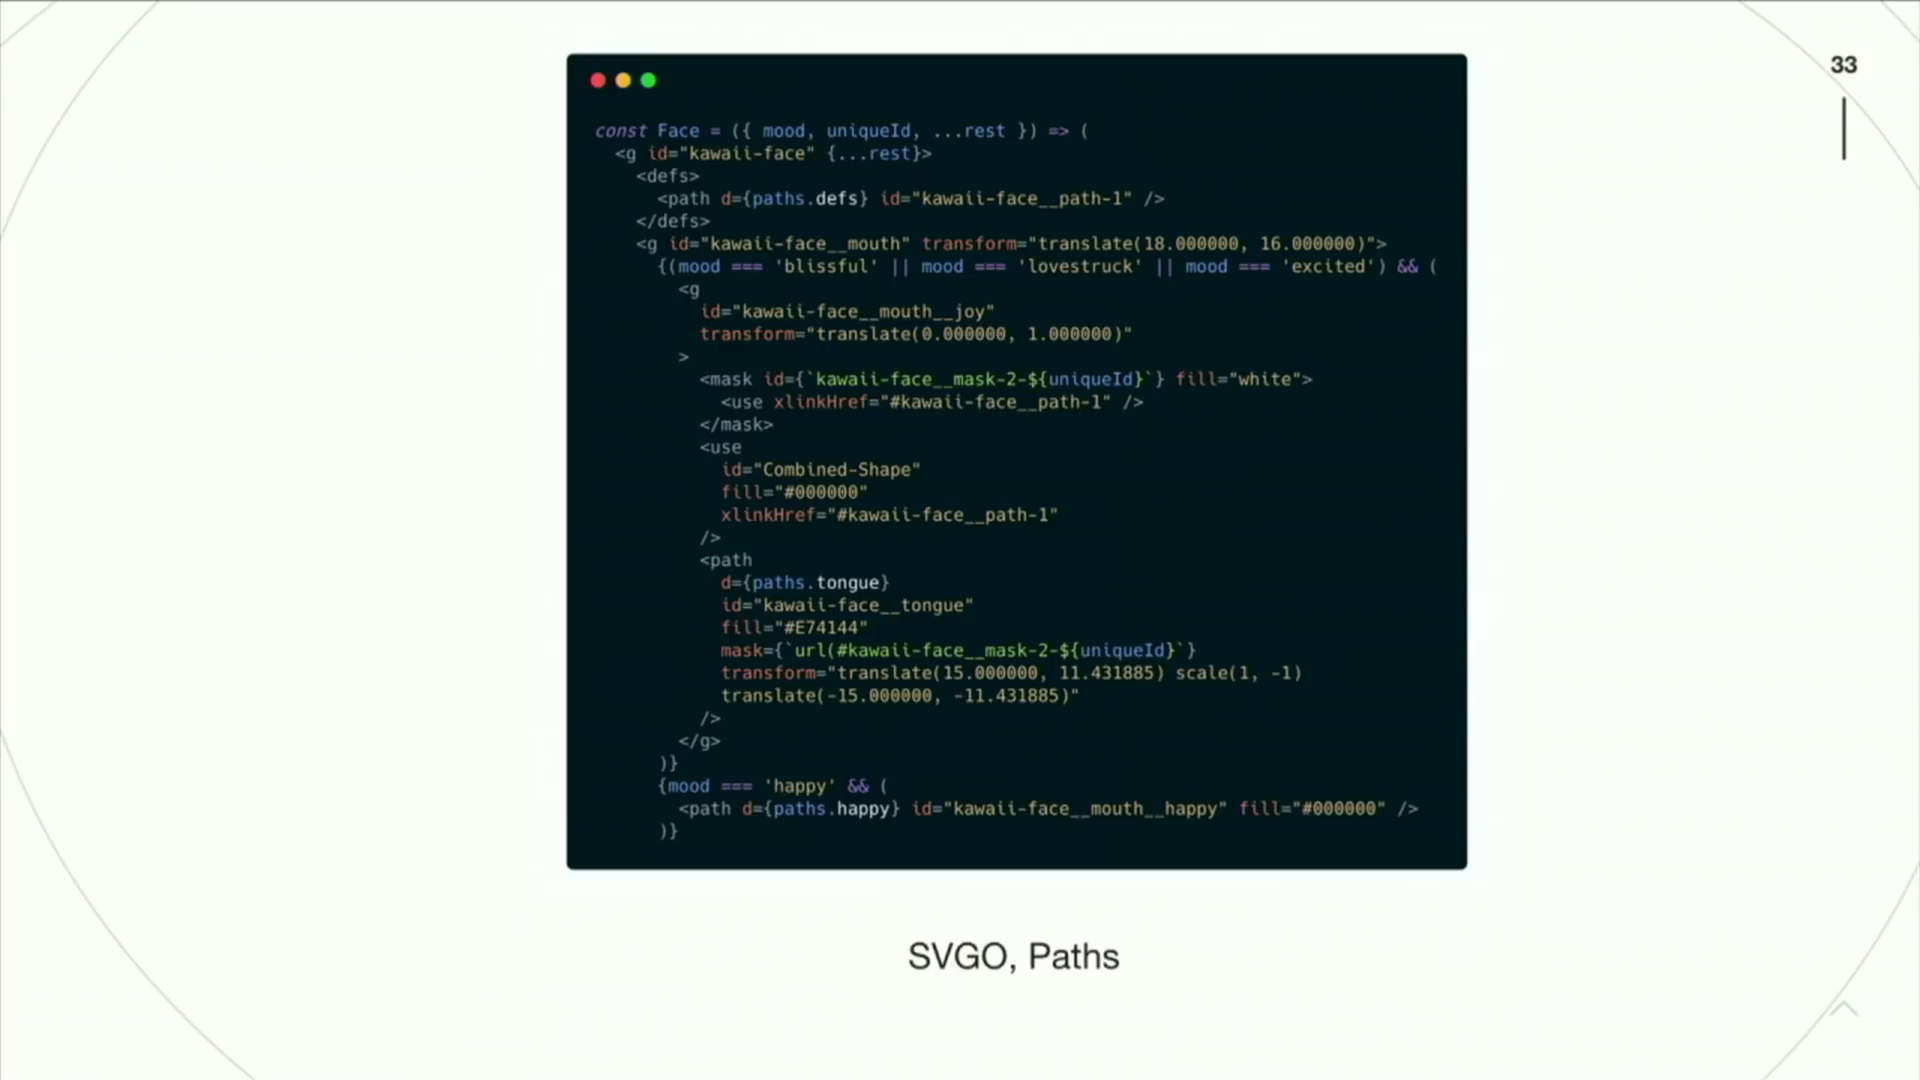 33
const Face = ({ mood, uniqueId, ...rest }) => (
<g id="kawaii-face" {...rest}>
<defs>
<path d={paths.defs} id="kawaii-face__path-1" />
</defs>
<g id="kawaii-face__mouth" transform="translate(18.000000, 16.000000)">
{(mood === 'blissful' || mood === 'lovestruck' || mood === 'excited') && (
<g
id="kawaii-face__mouth__joy"
transform="translate(0.000000, 1.000000)"
>
<mask id={`kawaii-face__mask-2-${uniqueId}`} fill="white">
<use xlinkHref="#kawaii-face__path-1" />
</mask>
<use
id="Combined-Shape"
fill="#000000"
xlinkHref="#kawaii-face__path-1"
/>
<path
d={paths.tongue}
id="kawaii-face__tongue"
fill="#E74144"
mask={`url(#kawaii-face__mask-2-${uniqueId}`}
transform="translate(15.000000, 11.431885) scale(1, -1)
translate(-15.000000, -11.431885)"
/>
</g>
)}
{mood === 'happy' && (
<path d={paths.happy} id="kawaii-face__mouth__happy" fill="#000000" />
)}
SVGO, Paths